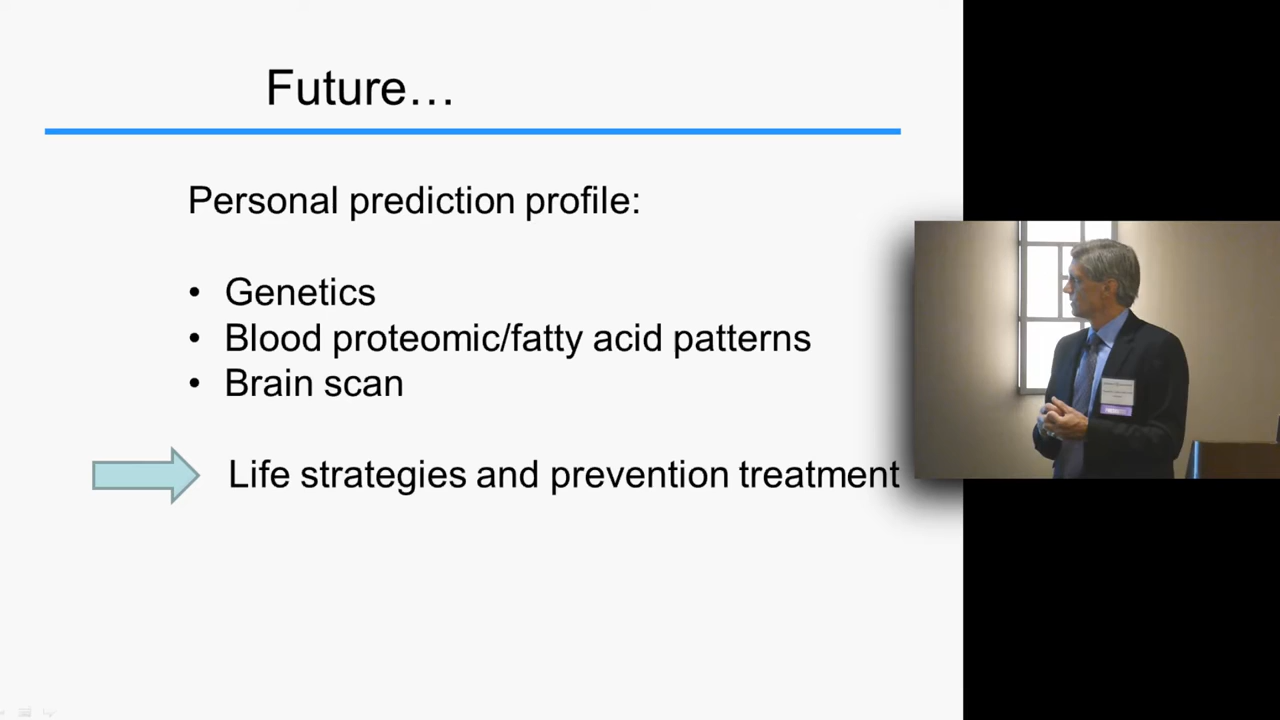 Future…
Personal prediction profile:
• Genetics
• Blood proteomic/fatty acid patterns
• Brain scan
Life strategies and prevention treatment